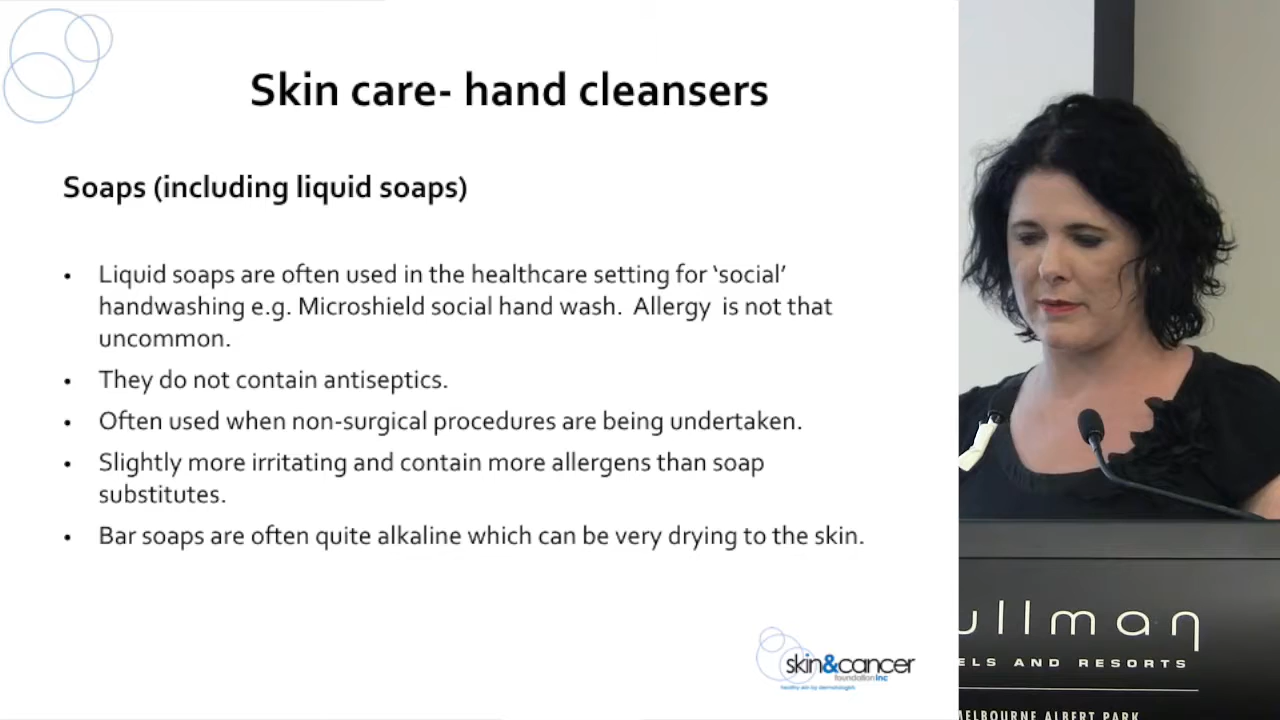 Skin care- hand cleansers
Soaps (including liquid soaps)
• Liquid soaps are often used in the healthcare setting for ‘social’
handwashing e.g. Microshield social hand wash.  Allergy  is not that
uncommon.
• They do not contain antiseptics.
• Often used when non-surgical procedures are being undertaken.
• Slightly more irritating and contain more allergens than soap
substitutes.
• Bar soaps are often quite alkaline which can be very drying to the skin.
skin&cancer
foundation inc
healthy skin by dermatologists
ullman
ELS AND RESORTS
MELBOURNE ALBERT PARK